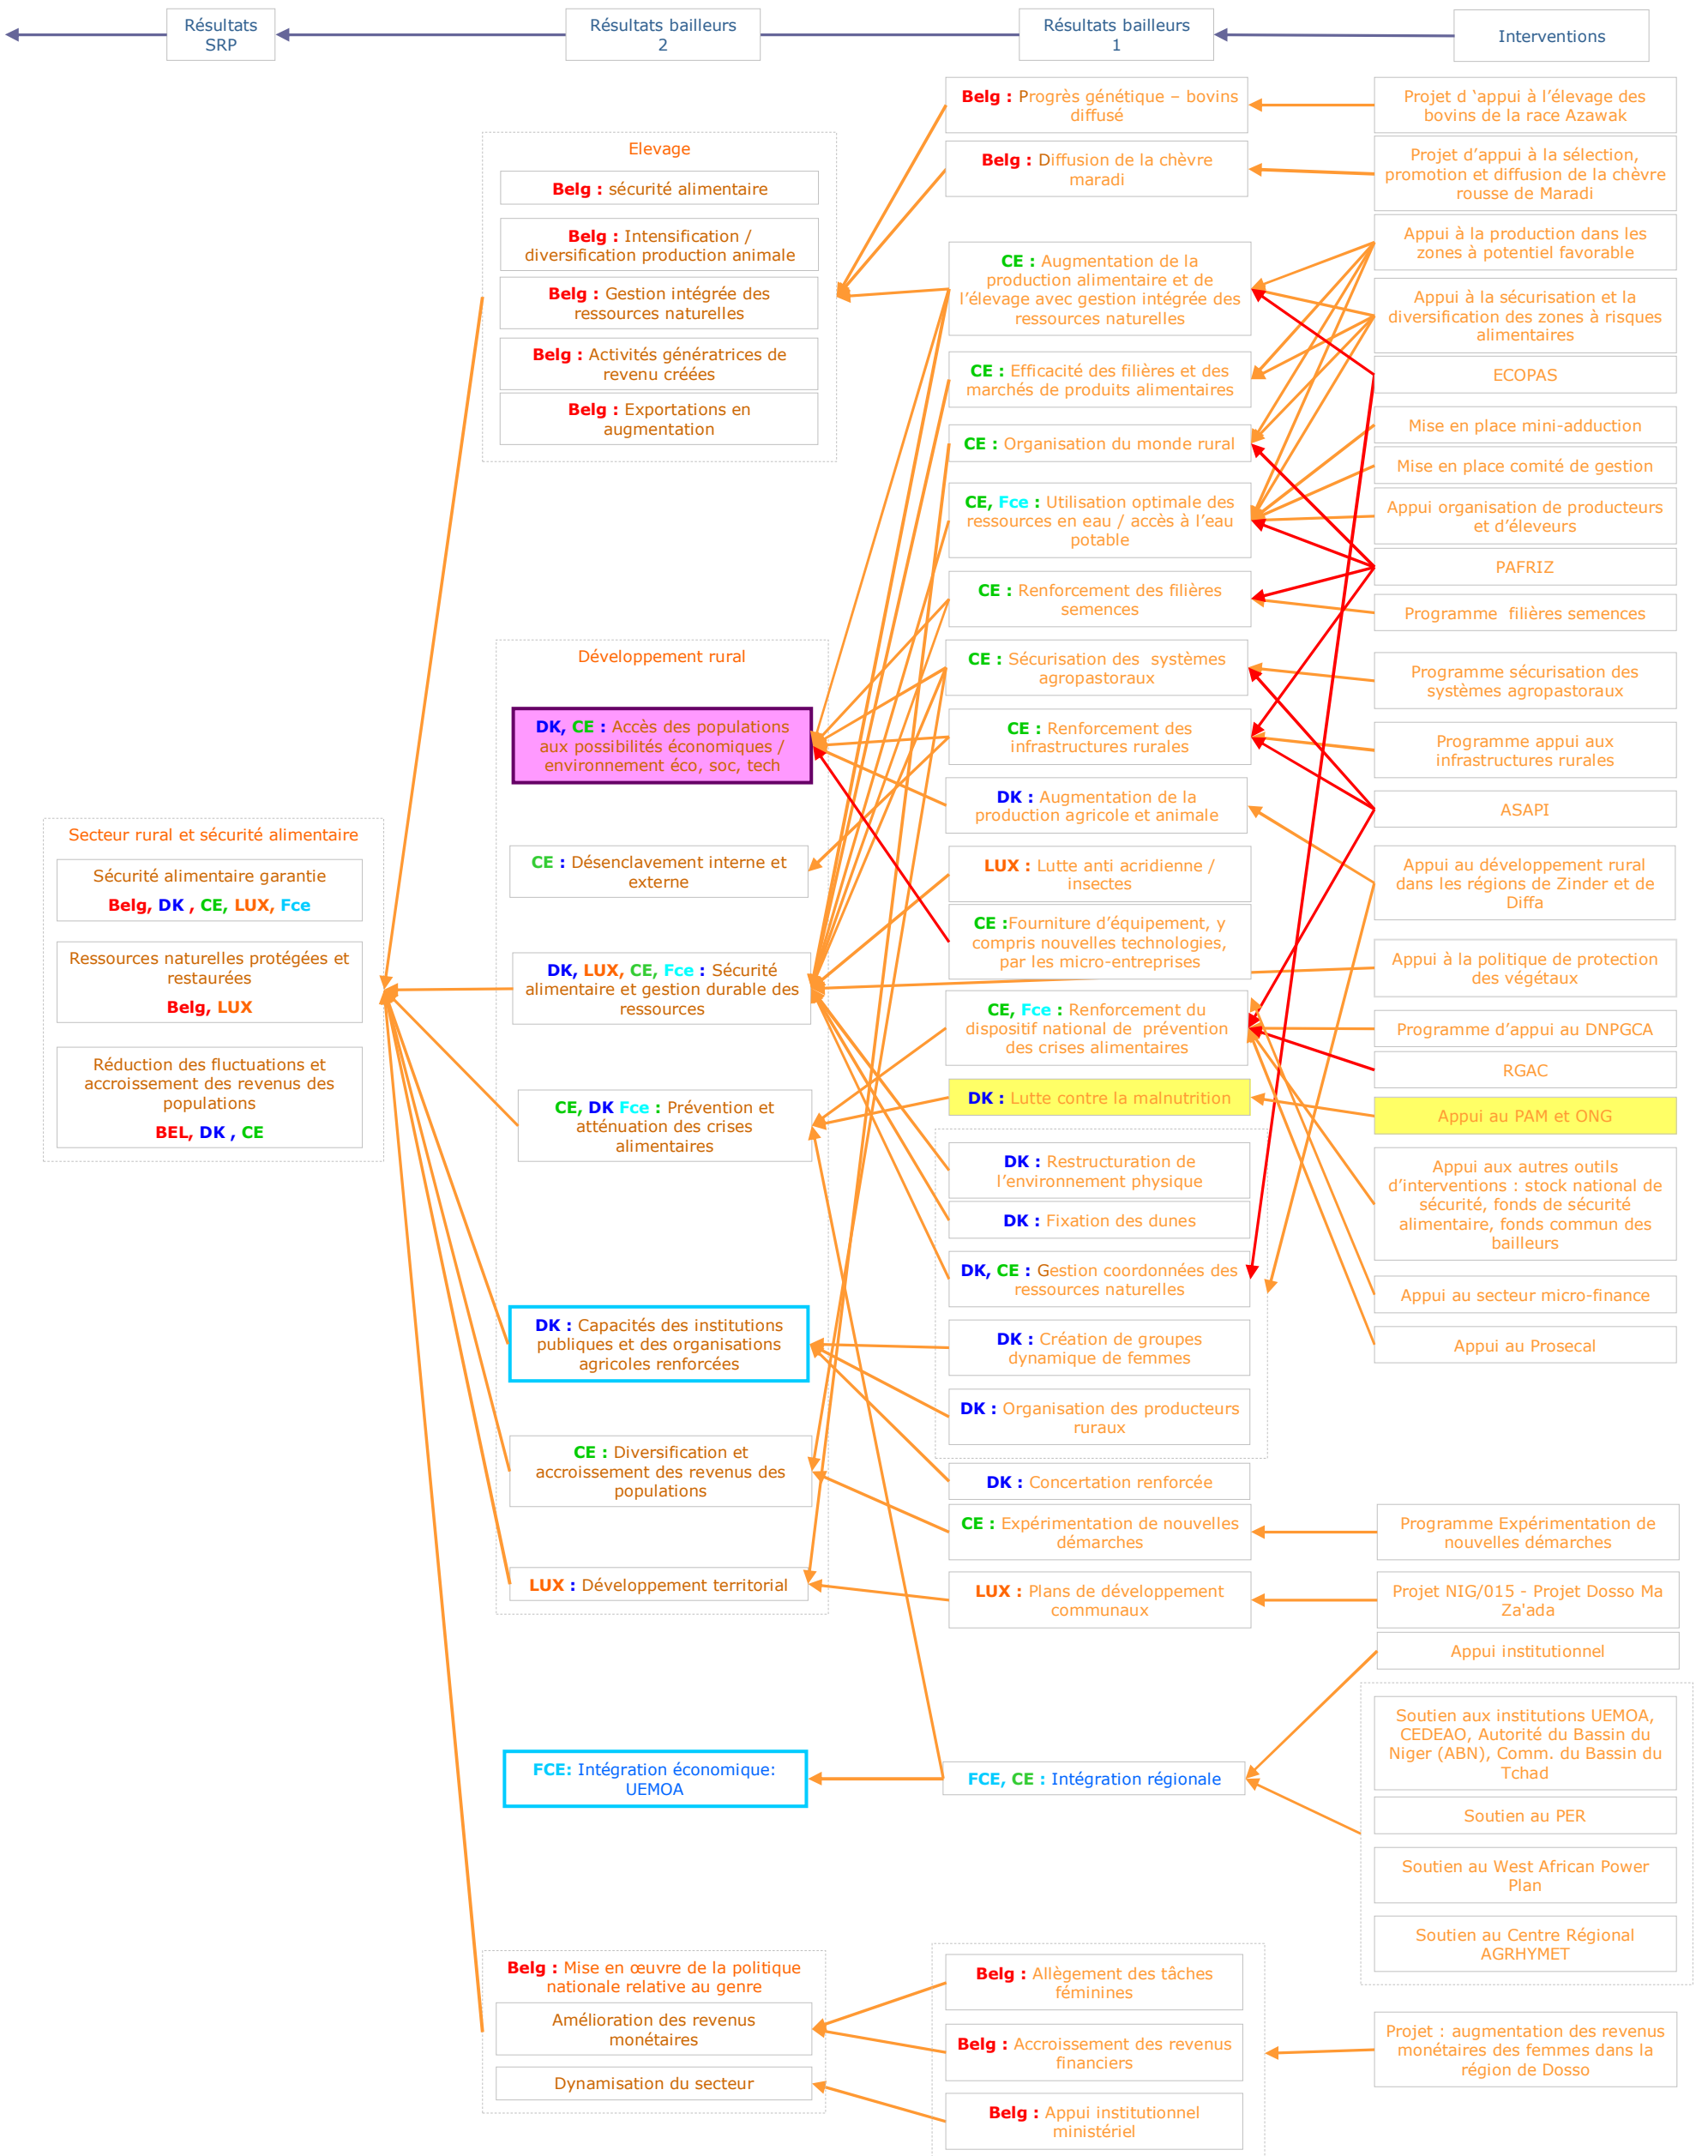 Résultats
SRP
Résultats bailleurs
2
Résultats bailleurs
1
Interventions
Secteur rural et sécurité alimentaire
Sécurité alimentaire garantie
Belg, DK , CE, LUX, Fce
Ressources naturelles protégées et
restaurées
Belg, LUX
Réduction des fluctuations et
accroissement des revenus des
populations
BEL, DK , CE
Elevage
Belg : sécurité alimentaire
Belg : Intensification /
diversification production animale
Belg : Gestion intégrée des
ressources naturelles
Belg : Activités génératrices de
revenu créées
Belg : Exportations en
augmentation
Développement rural
DK, CE : Accès des populations
aux possibilités économiques /
environnement éco, soc, tech
CE : Désenclavement interne et
externe
DK, LUX, CE, Fce : Sécurité
alimentaire et gestion durable des
ressources
CE, DK Fce : Prévention et
atténuation des crises
alimentaires
DK : Capacités des institutions
publiques et des organisations
agricoles renforcées
CE : Diversification et
accroissement des revenus des
populations
LUX : Développement territorial
FCE: Intégration économique:
UEMOA
Belg : Mise en œuvre de la politique
nationale relative au genre
Amélioration des revenus
monétaires
Dynamisation du secteur
Belg : Progrès génétique – bovins
diffusé
Belg : Diffusion de la chèvre
maradi
CE : Augmentation de la
production alimentaire et de
l’élevage avec gestion intégrée des
ressources naturelles
CE : Efficacité des filières et des
marchés de produits alimentaires
CE : Organisation du monde rural
CE, Fce : Utilisation optimale des
ressources en eau / accès à l’eau
potable
CE : Renforcement des filières
semences
CE : Sécurisation des  systèmes
agropastoraux
CE : Renforcement des
infrastructures rurales
DK : Augmentation de la
production agricole et animale
LUX : Lutte anti acridienne /
insectes
CE :Fourniture d’équipement, y
compris nouvelles technologies,
par les micro-entreprises
CE, Fce : Renforcement du
dispositif national de  prévention
des crises alimentaires
DK : Lutte contre la malnutrition
DK : Restructuration de
l’environnement physique
DK : Fixation des dunes
DK, CE : Gestion coordonnées des
ressources naturelles
DK : Création de groupes
dynamique de femmes
DK : Organisation des producteurs
ruraux
DK : Concertation renforcée
CE : Expérimentation de nouvelles
démarches
LUX : Plans de développement
communaux
FCE, CE : Intégration régionale
Belg : Allègement des tâches
féminines
Belg : Accroissement des revenus
financiers
Belg : Appui institutionnel
ministériel
Projet d ‘appui à l’élevage des
bovins de la race Azawak
Projet d’appui à la sélection,
promotion et diffusion de la chèvre
rousse de Maradi
Appui à la production dans les
zones à potentiel favorable
Appui à la sécurisation et la
diversification des zones à risques
alimentaires
ECOPAS
Mise en place mini-adduction
Mise en place comité de gestion
Appui organisation de producteurs
et d’éleveurs
PAFRIZ
Programme  filières semences
Programme sécurisation des
systèmes agropastoraux
Programme appui aux
infrastructures rurales
ASAPI
Appui au développement rural
dans les régions de Zinder et de
Diffa
Appui à la politique de protection
des végétaux
Programme d’appui au DNPGCA
RGAC
Appui au PAM et ONG
Appui aux autres outils
d’interventions : stock national de
sécurité, fonds de sécurité
alimentaire, fonds commun des
bailleurs
Appui au secteur micro-finance
Appui au Prosecal
Programme Expérimentation de
nouvelles démarches
Projet NIG/015 - Projet Dosso Ma
Za'ada
Appui institutionnel
Soutien aux institutions UEMOA,
CEDEAO, Autorité du Bassin du
Niger (ABN), Comm. du Bassin du
Tchad
Soutien au PER
Soutien au West African Power
Plan
Soutien au Centre Régional
AGRHYMET
Projet : augmentation des revenus
monétaires des femmes dans la
région de Dosso